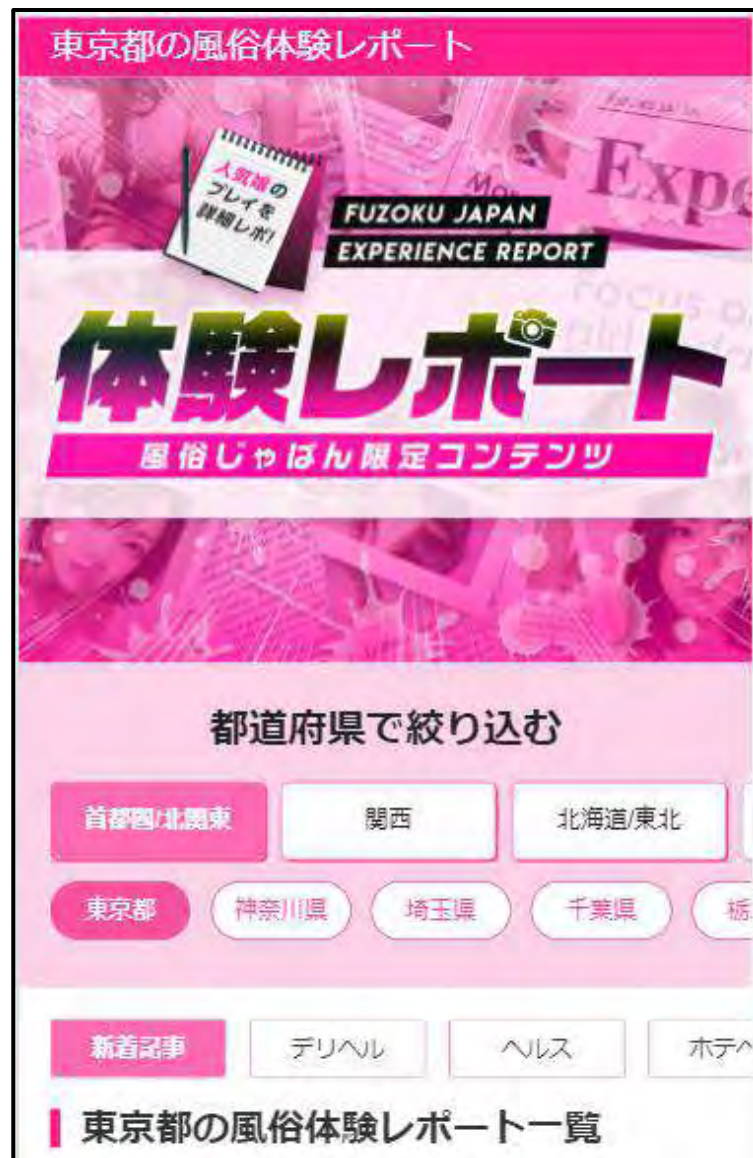 東京都の風俗体験レポート
人気嬢の
プレイを
詳細レポ!
Expe
FUZOKU JAPAN
EXPERIENCE REPORT
体験レポート
風俗じゃぱん限定コンテンツ
都道府県で絞り込む
首都圏/北関東
関西
北海道/東北
東京都
神奈川県
埼玉県
千葉県
栃
新着記事
デリヘル
ヘルス
ホテヘ
東京都の風俗体験レポート一覧